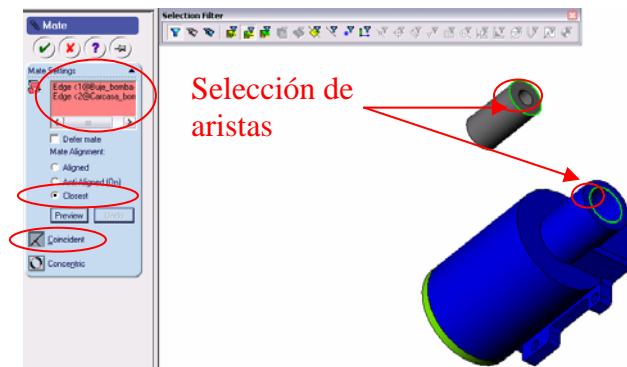 Selection Filter
Mate
Mate Settings
Edge <1@Buje_bomba
Edge <2@Carcasa_bom
Defer mate
Mate Alignment:
Aligned
Anti-Aligned (On)
Closest
Preview Undo
Coincident
Concentric
Selección de
aristas